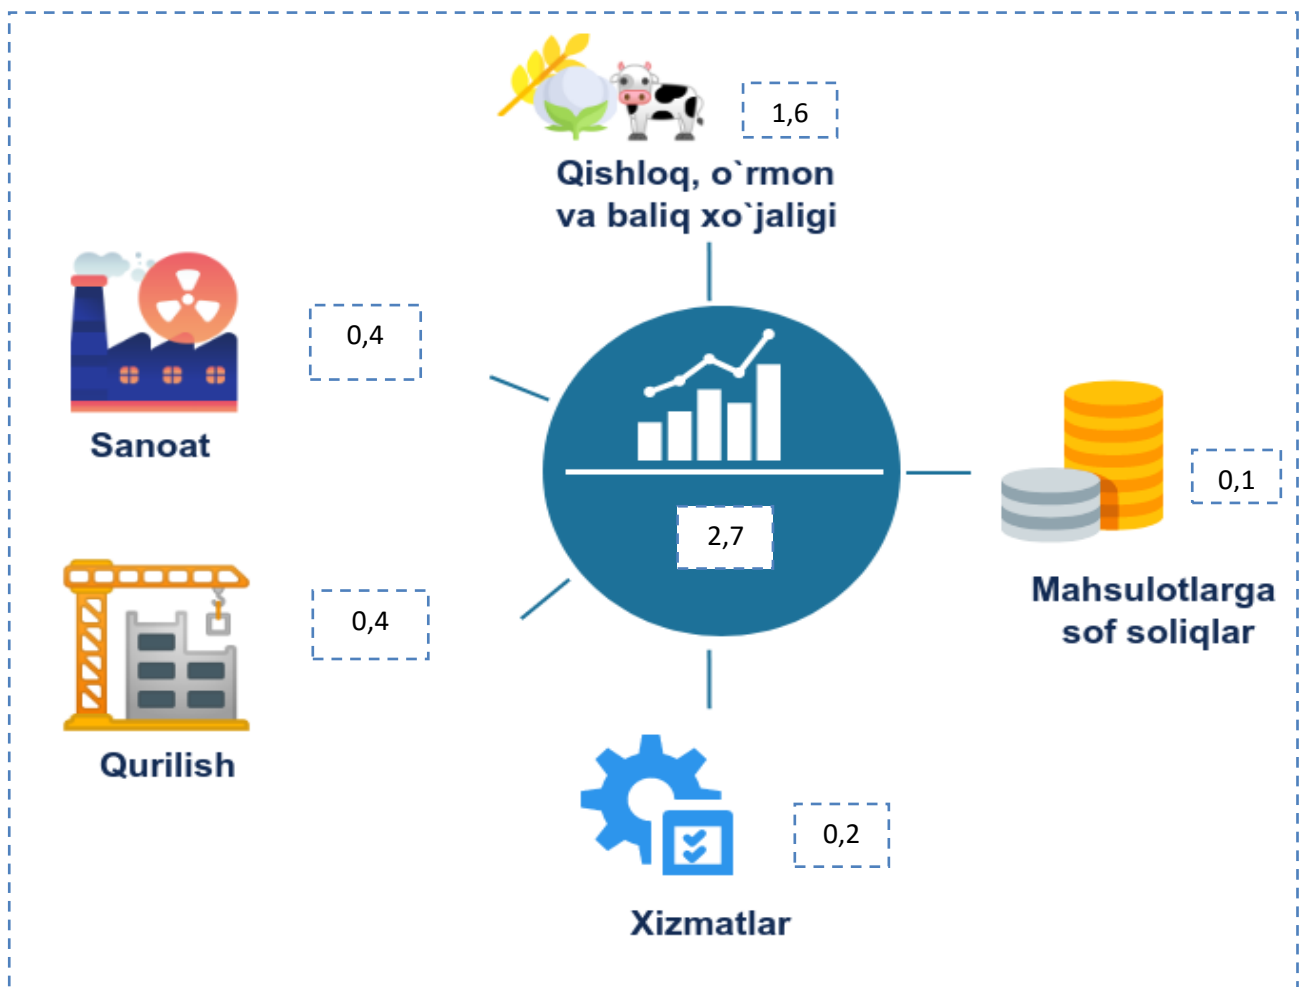 1,6
Qishloq, o`rmon
va baliq xo`jaligi
0,4
Sanoat
2,7
0,1
Mahsulotlarga
sof soliqlar
0,4
Qurilish
0,2
Xizmatlar